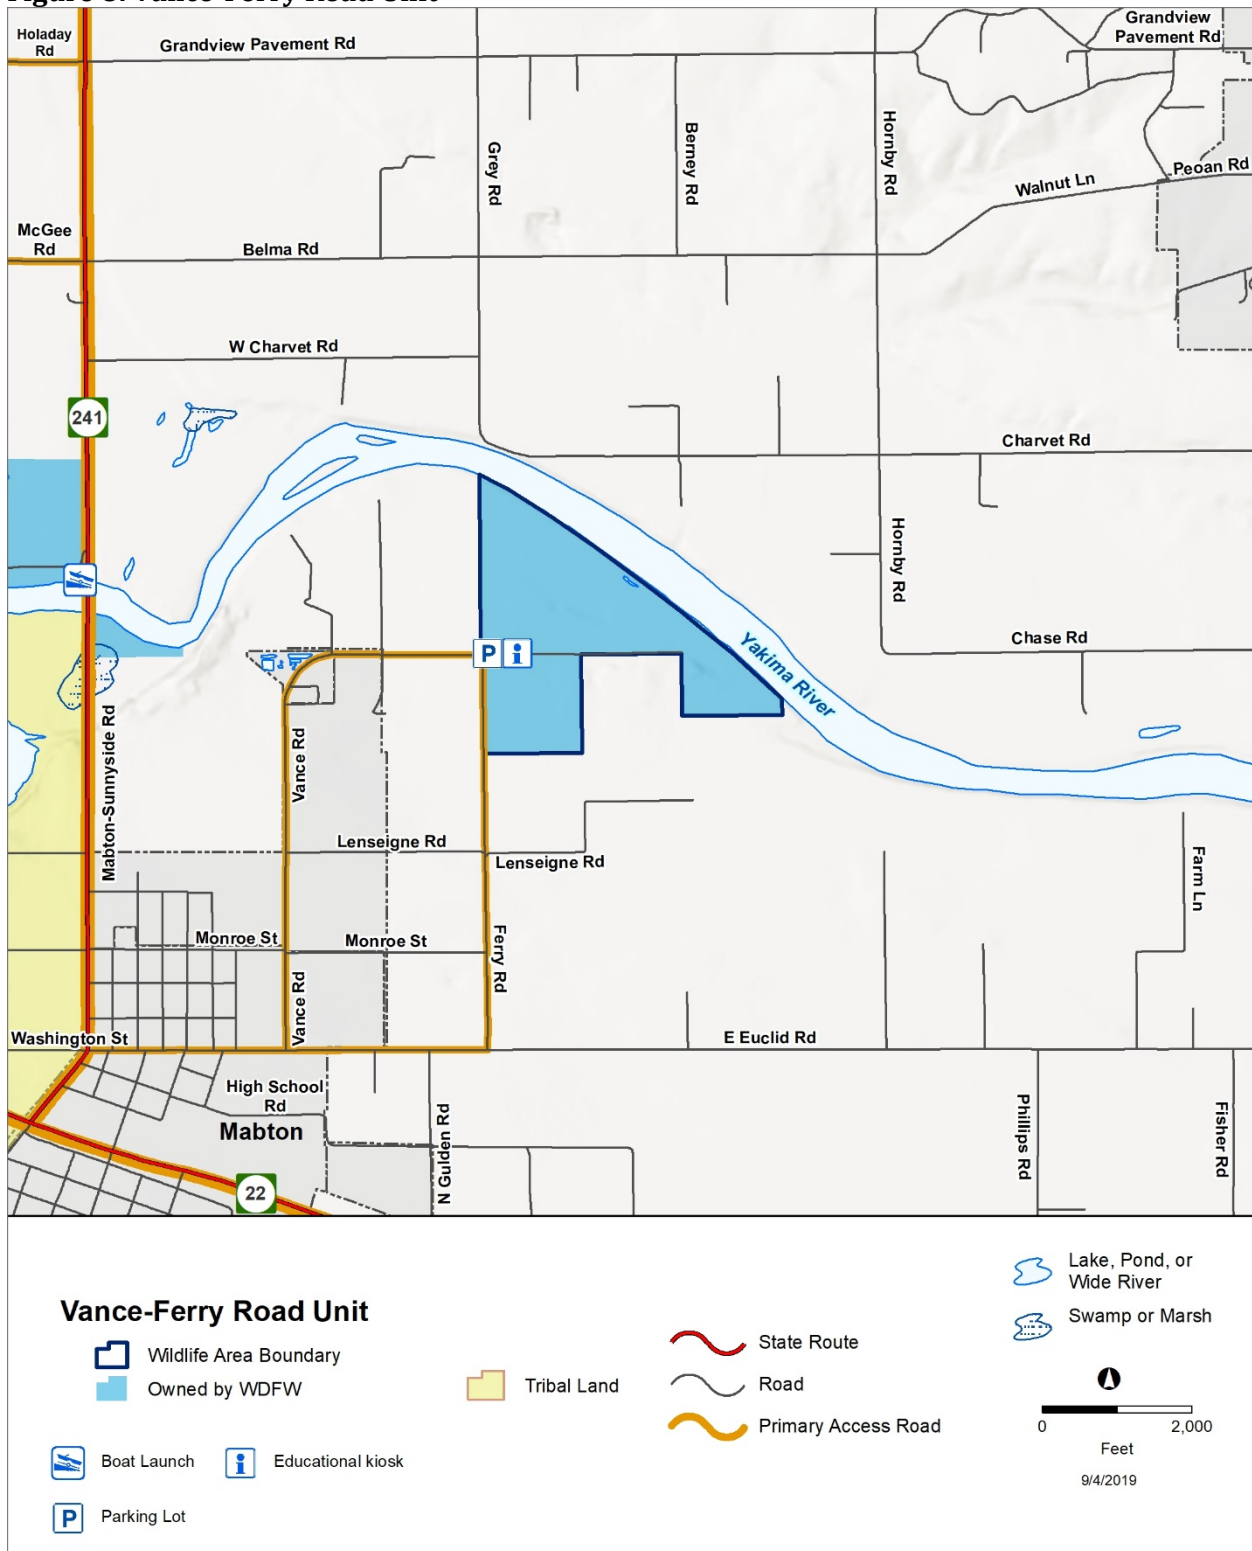 Holaday
Rd
Grandview Pavement Rd
Grandview
Pavement Rd
Grey Rd
Berney Rd
Hornby Rd
Walnut Ln
Peoan Rd
McGee
Rd
Belma Rd
W Charvet Rd
241
Charvet Rd
Hornby Rd
Chase Rd
P i
Yakima River
Mabton-Sunnyside Rd
Vance Rd
Lenseigne Rd
Lenseigne Rd
Farm Ln
Monroe St
Monroe St
Ferry Rd
Vance Rd
Washington St
E Euclid Rd
High School
Rd
Mabton
N Gulden Rd
Phillips Rd
Fisher Rd
22
Vance-Ferry Road Unit
Wildlife Area Boundary
Owned by WDFW
Tribal Land
State Route
Road
Primary Access Road
Lake, Pond, or
Wide River
Swamp or Marsh
0 2,000
Feet
9/4/2019
Boat Launch
i Educational kiosk
P Parking Lot